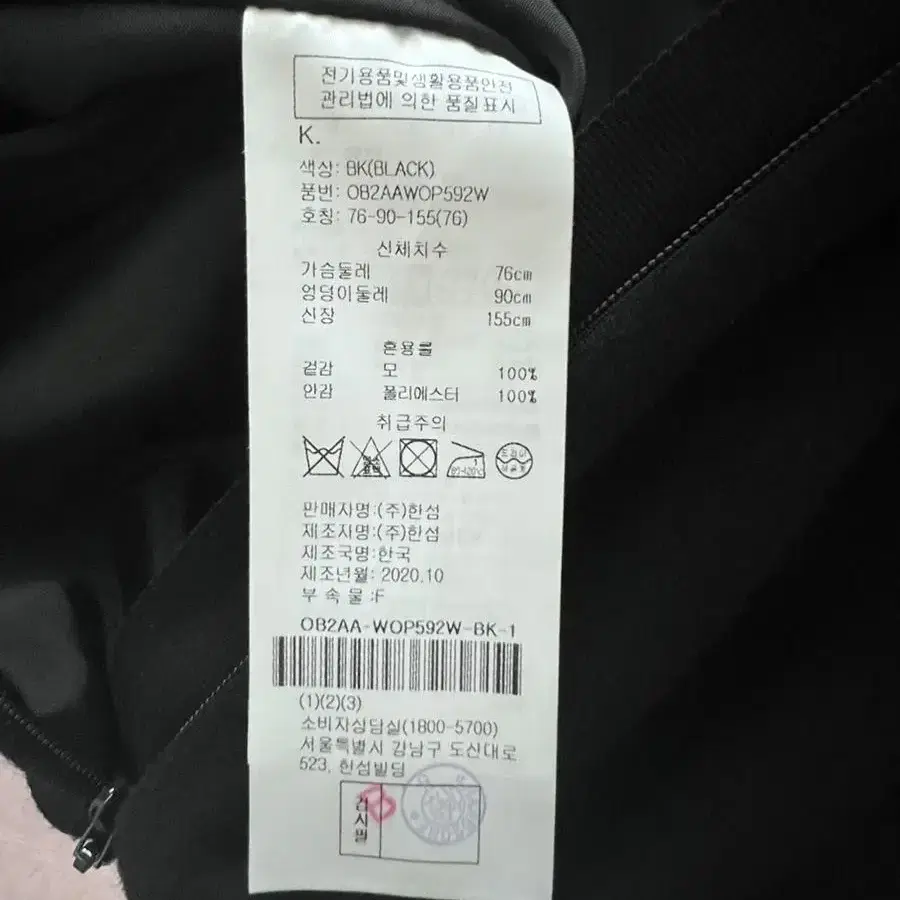 전기용품및생활용품안전
관리법에 의한 품질표시
K.
색상: BK(BLACK)
품번: OB2AAWOP592W
호칭: 76-90-155(76)
신체치수
가슴둘레 76cm
엉덩이둘레 90cm
신장 155cm
혼용률
겉감 모 100%
안감 폴리에스터 100%
취급주의
판매자명:(주)한섬
제조자명:(주)한섬
제조국명:한국
제조년월: 2020.10
부 속 물 :F
OB2AA-WOP592W-BK-1
(1)(2)(3)
소비자상담실(1800-5700)
서울특별시 강남구 도산대로
523, 한섬빌딩
검사필